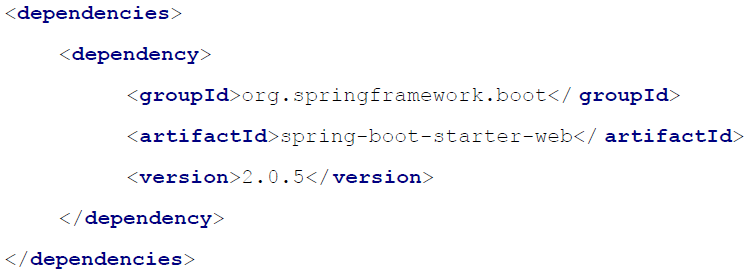 <dependencies>
<dependency>
<groupId>org.springframework.boot</ groupId>
<artifactId>spring-boot-starter-web</ artifactId>
<version>2.0.5</version>
</dependency>
</dependencies>